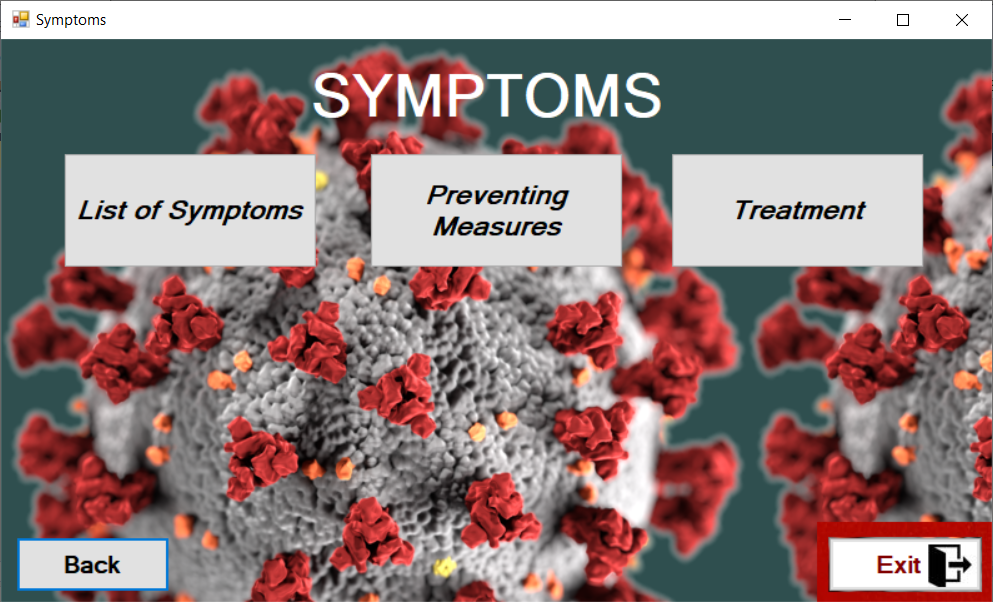 Symptoms
SYMPTOMS
List of Symptoms
Preventing
Measures
Treatment
Back
Exit